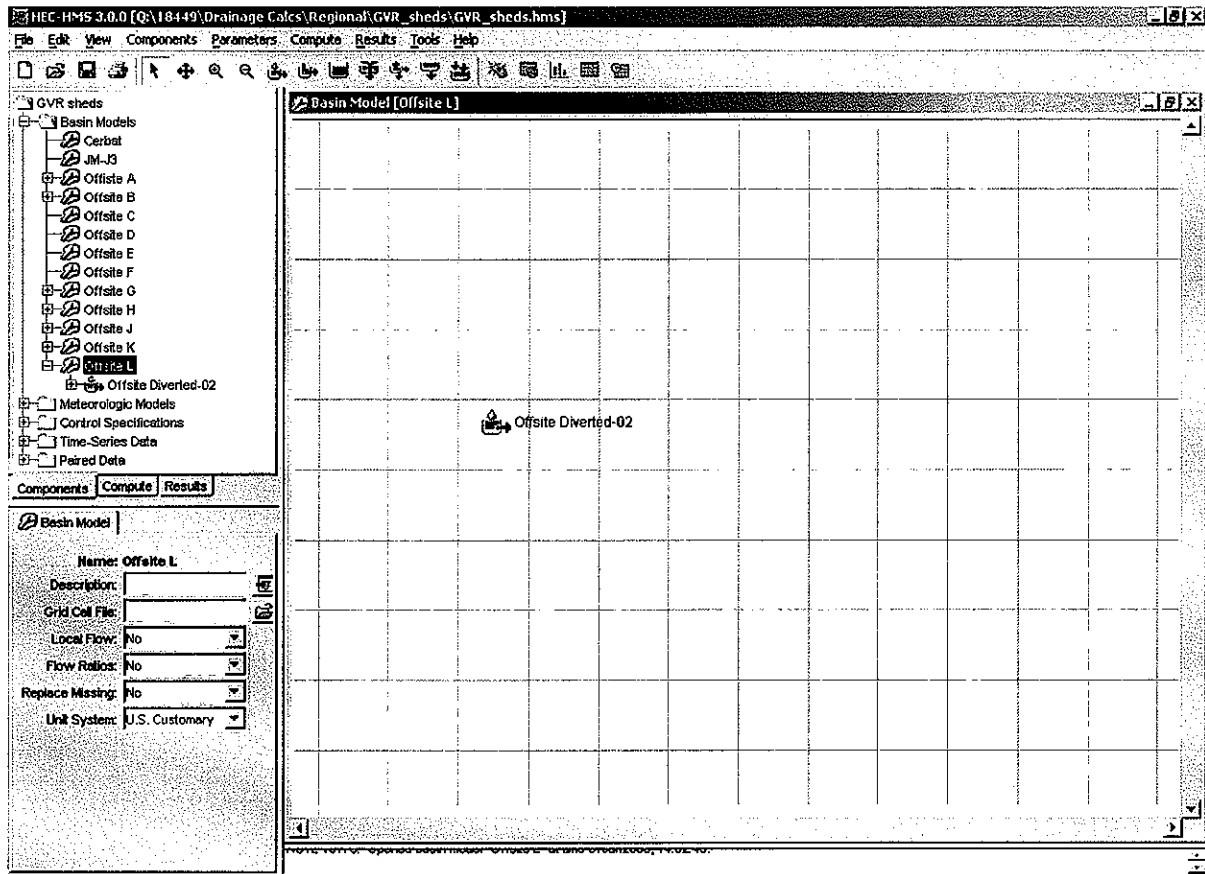 HEC-HMS 3.0.0 [Q:\18449\Drainage Calcs\Regional\GVR_sheds\GVR_sheds.hms]
File Edit View Components Parameters Compute Results Tools Help
GVR sheds
Basin Models
Cerbat
JM-J3
Offiste A
Offsite B
Offsite C
Offsite D
Offsite E
Offsite F
Offsite G
Offsite H
Offsite J
Offsite K
Offsite L
Offsite Diverted-02
Meteorologic Models
Control Specifications
Time-Series Data
Paired Data
Components Compute Results
Basin Model
Name: Offsite L
Description:
Grid Cell File:
Local Flow: No
Flow Ratios: No
Replace Missing: No
Unit System: U.S. Customary
Basin Model [Offsite L]
Offsite Diverted-02